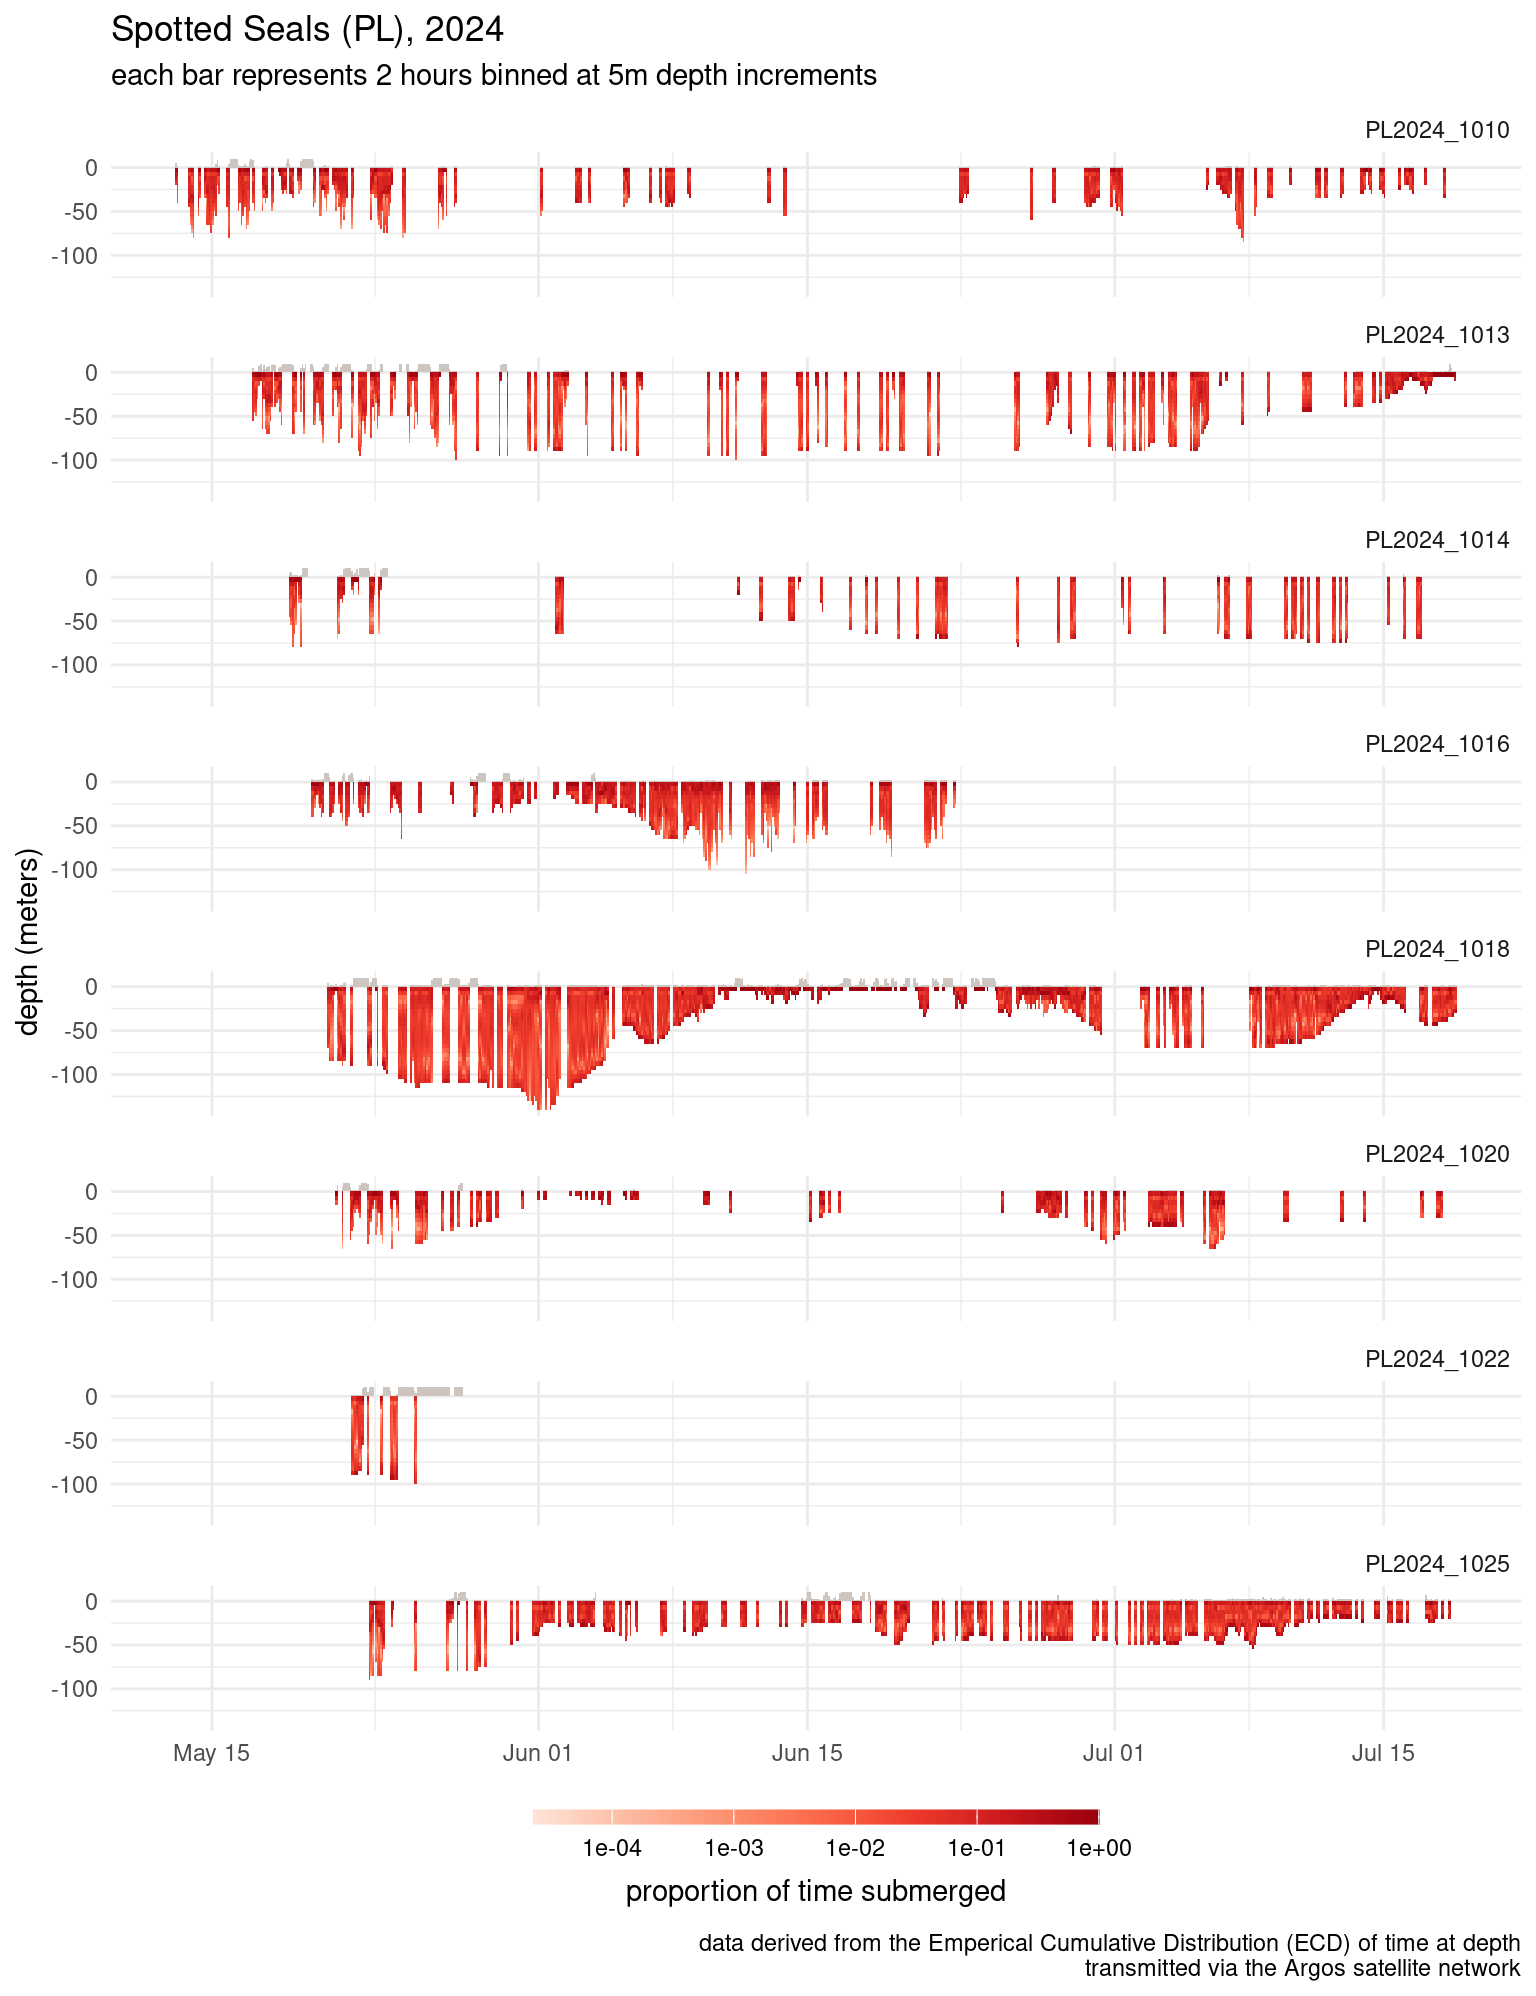 Spotted Seals (PL), 2024
each bar represents 2 hours binned at 5m depth increments
PL2024_1010
0
-50
-100
PL2024_1013
0
-50
-100
PL2024_1014
0
-50
-100
PL2024_1016
0
-50
-100
depth (meters)
PL2024_1018
0
-50
-100
PL2024_1020
0
-50
-100
PL2024_1022
0
-50
-100
PL2024_1025
0
-50
-100
May 15 Jun 01 Jun 15 Jul 01 Jul 15
1e-04 1e-03 1e-02 1e-01 1e+00
proportion of time submerged
data derived from the Emperical Cumulative Distribution (ECD) of time at depth
transmitted via the Argos satellite network